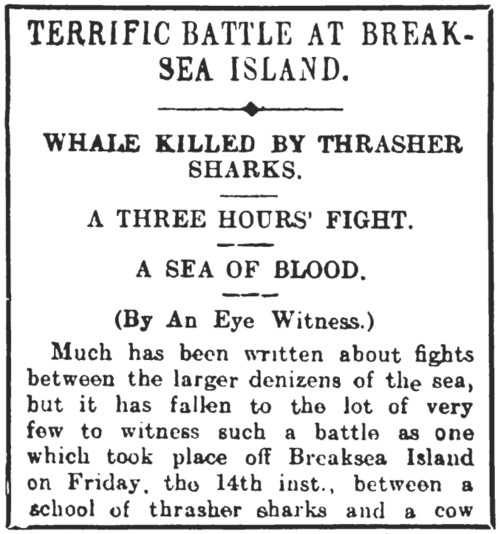 TERRIFIC BATTLE AT BREAK-
SEA ISLAND.
WHALE KILLED BY THRASHER
SHARKS.
A THREE HOURS' FIGHT.
A SEA OF BLOOD.
(By An Eye Witness.)
Much has been written about fights
between the larger denizens of the sea,
but it has fallen to the lot of very
few to witness such a battle as one
which took place off Breaksea Island
on Friday, the 14th inst., between a
school of thrasher sharks and a cow